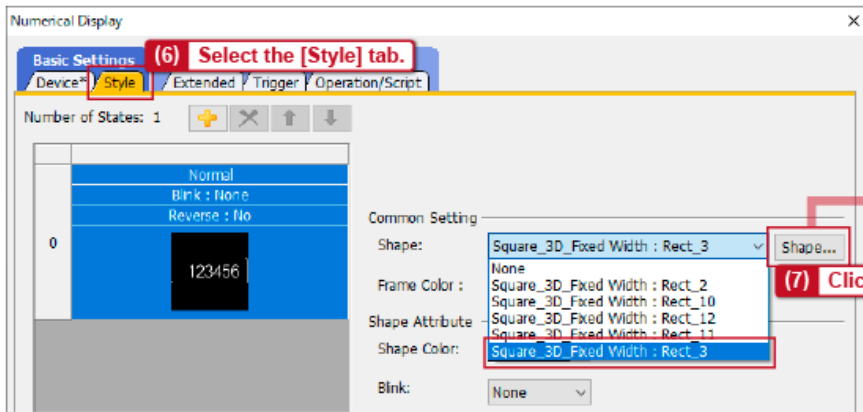 Numerical Display
Basic Settings
(6) Select the [Style] tab.
Device* Style Extended Trigger Operation/Script
Number of States: 1
Normal
Blink : None
Reverse : No
0
123456
Common Setting
Shape: Square_3D_Fixed Width : Rect_3 Shape...
None
(7) Clic
Frame Color :
Square_3D_Fixed Width : Rect_2
Square_3D_Fixed Width : Rect_10
Square_3D_Fixed Width : Rect_12
Shape Attribute
Square_3D_Fixed Width : Rect_11
Shape Color:
Square_3D_Fixed Width : Rect_3
Blink: None